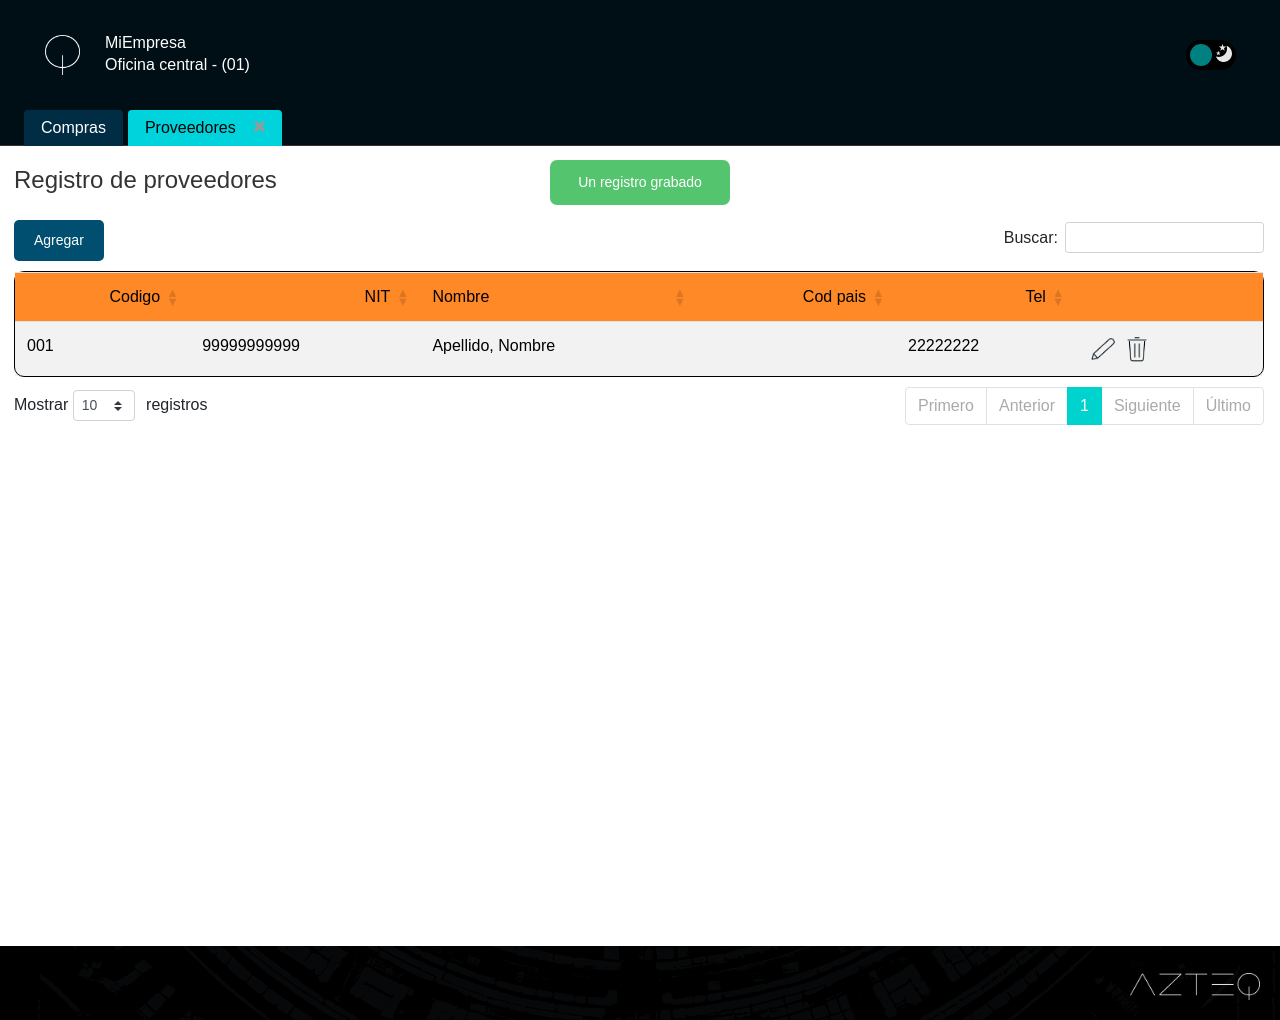 MiEmpresa
Oficina central - (01)
Compras
Proveedores
Registro de proveedores
Un registro grabado
Agregar
Buscar:
Codigo NIT Nombre Cod pais Tel
001 99999999999 Apellido, Nombre 22222222
Mostrar 10 registros
Primero Anterior 1 Siguiente Último
AZTEQ